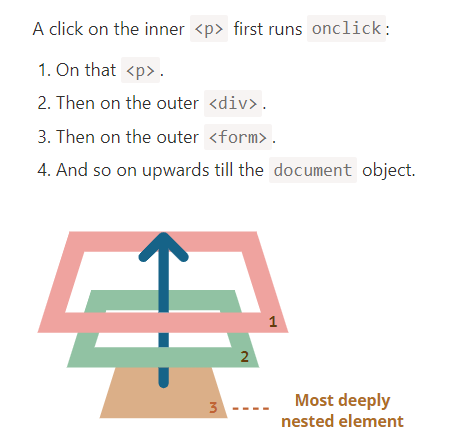 A click on the inner <p> first runs onclick:
1. On that <p>.
2. Then on the outer <div>.
3. Then on the outer <form>.
4. And so on upwards till the document object.
1
2
3
Most deeply
nested element